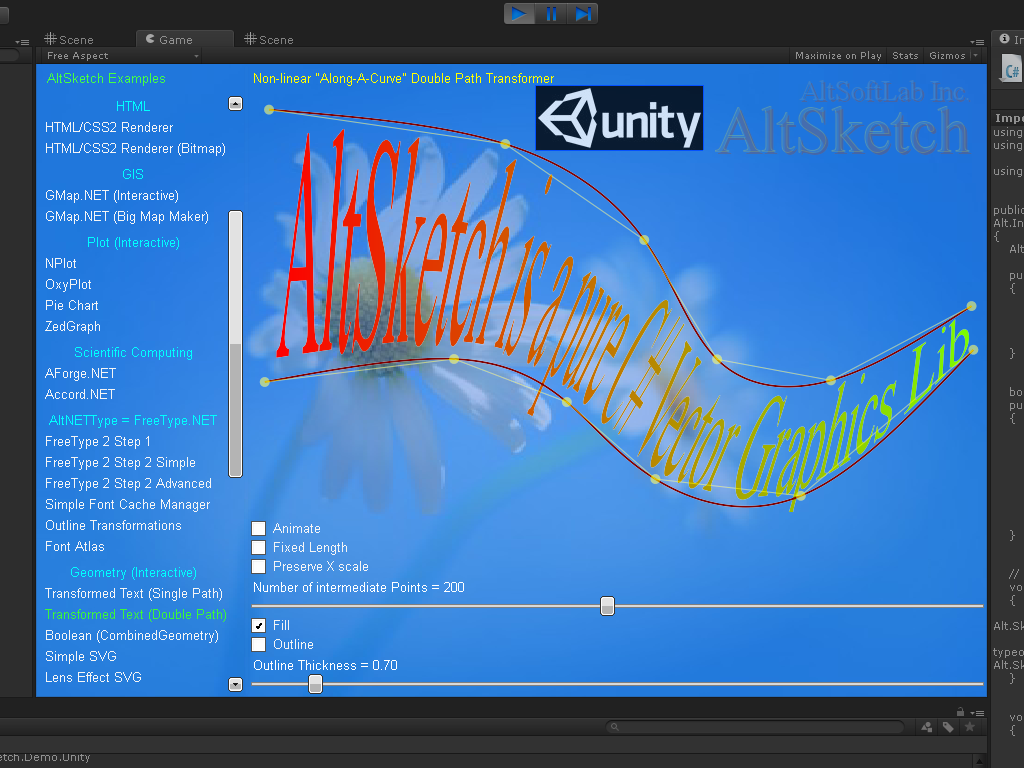 Scene
Game
Scene
Free Aspect
Maximize on Play
Stats
Gizmos
AltSketch Examples
HTML
HTML/CSS2 Renderer
HTML/CSS2 Renderer (Bitmap)
GIS
GMap.NET (Interactive)
GMap.NET (Big Map Maker)
Plot (Interactive)
NPlot
OxyPlot
Pie Chart
ZedGraph
Scientific Computing
AForge.NET
Accord.NET
AltNETType = FreeType.NET
FreeType 2 Step 1
FreeType 2 Step 2 Simple
FreeType 2 Step 2 Advanced
Simple Font Cache Manager
Outline Transformations
Font Atlas
Geometry (Interactive)
Transformed Text (Single Path)
Transformed Text (Double Path)
Boolean (CombinedGeometry)
Simple SVG
Lens Effect SVG
Non-linear "Along-A-Curve" Double Path Transformer
unity
AltSoftLab Inc.
AltSketch
AltSketch is a pure C# Vector Graphics Lib.
Animate
Fixed Length
Preserve X scale
Number of intermediate Points = 200
Fill
Outline
Outline Thickness = 0.70
C#
Impo
using
using
using
public
Alt.In
{
Alt
pu
{
}
bo
pu
{
}
//
vo
{
Alt.Sk
typeo
Alt.Sk
}
vo
{
etch.Demo.Unity